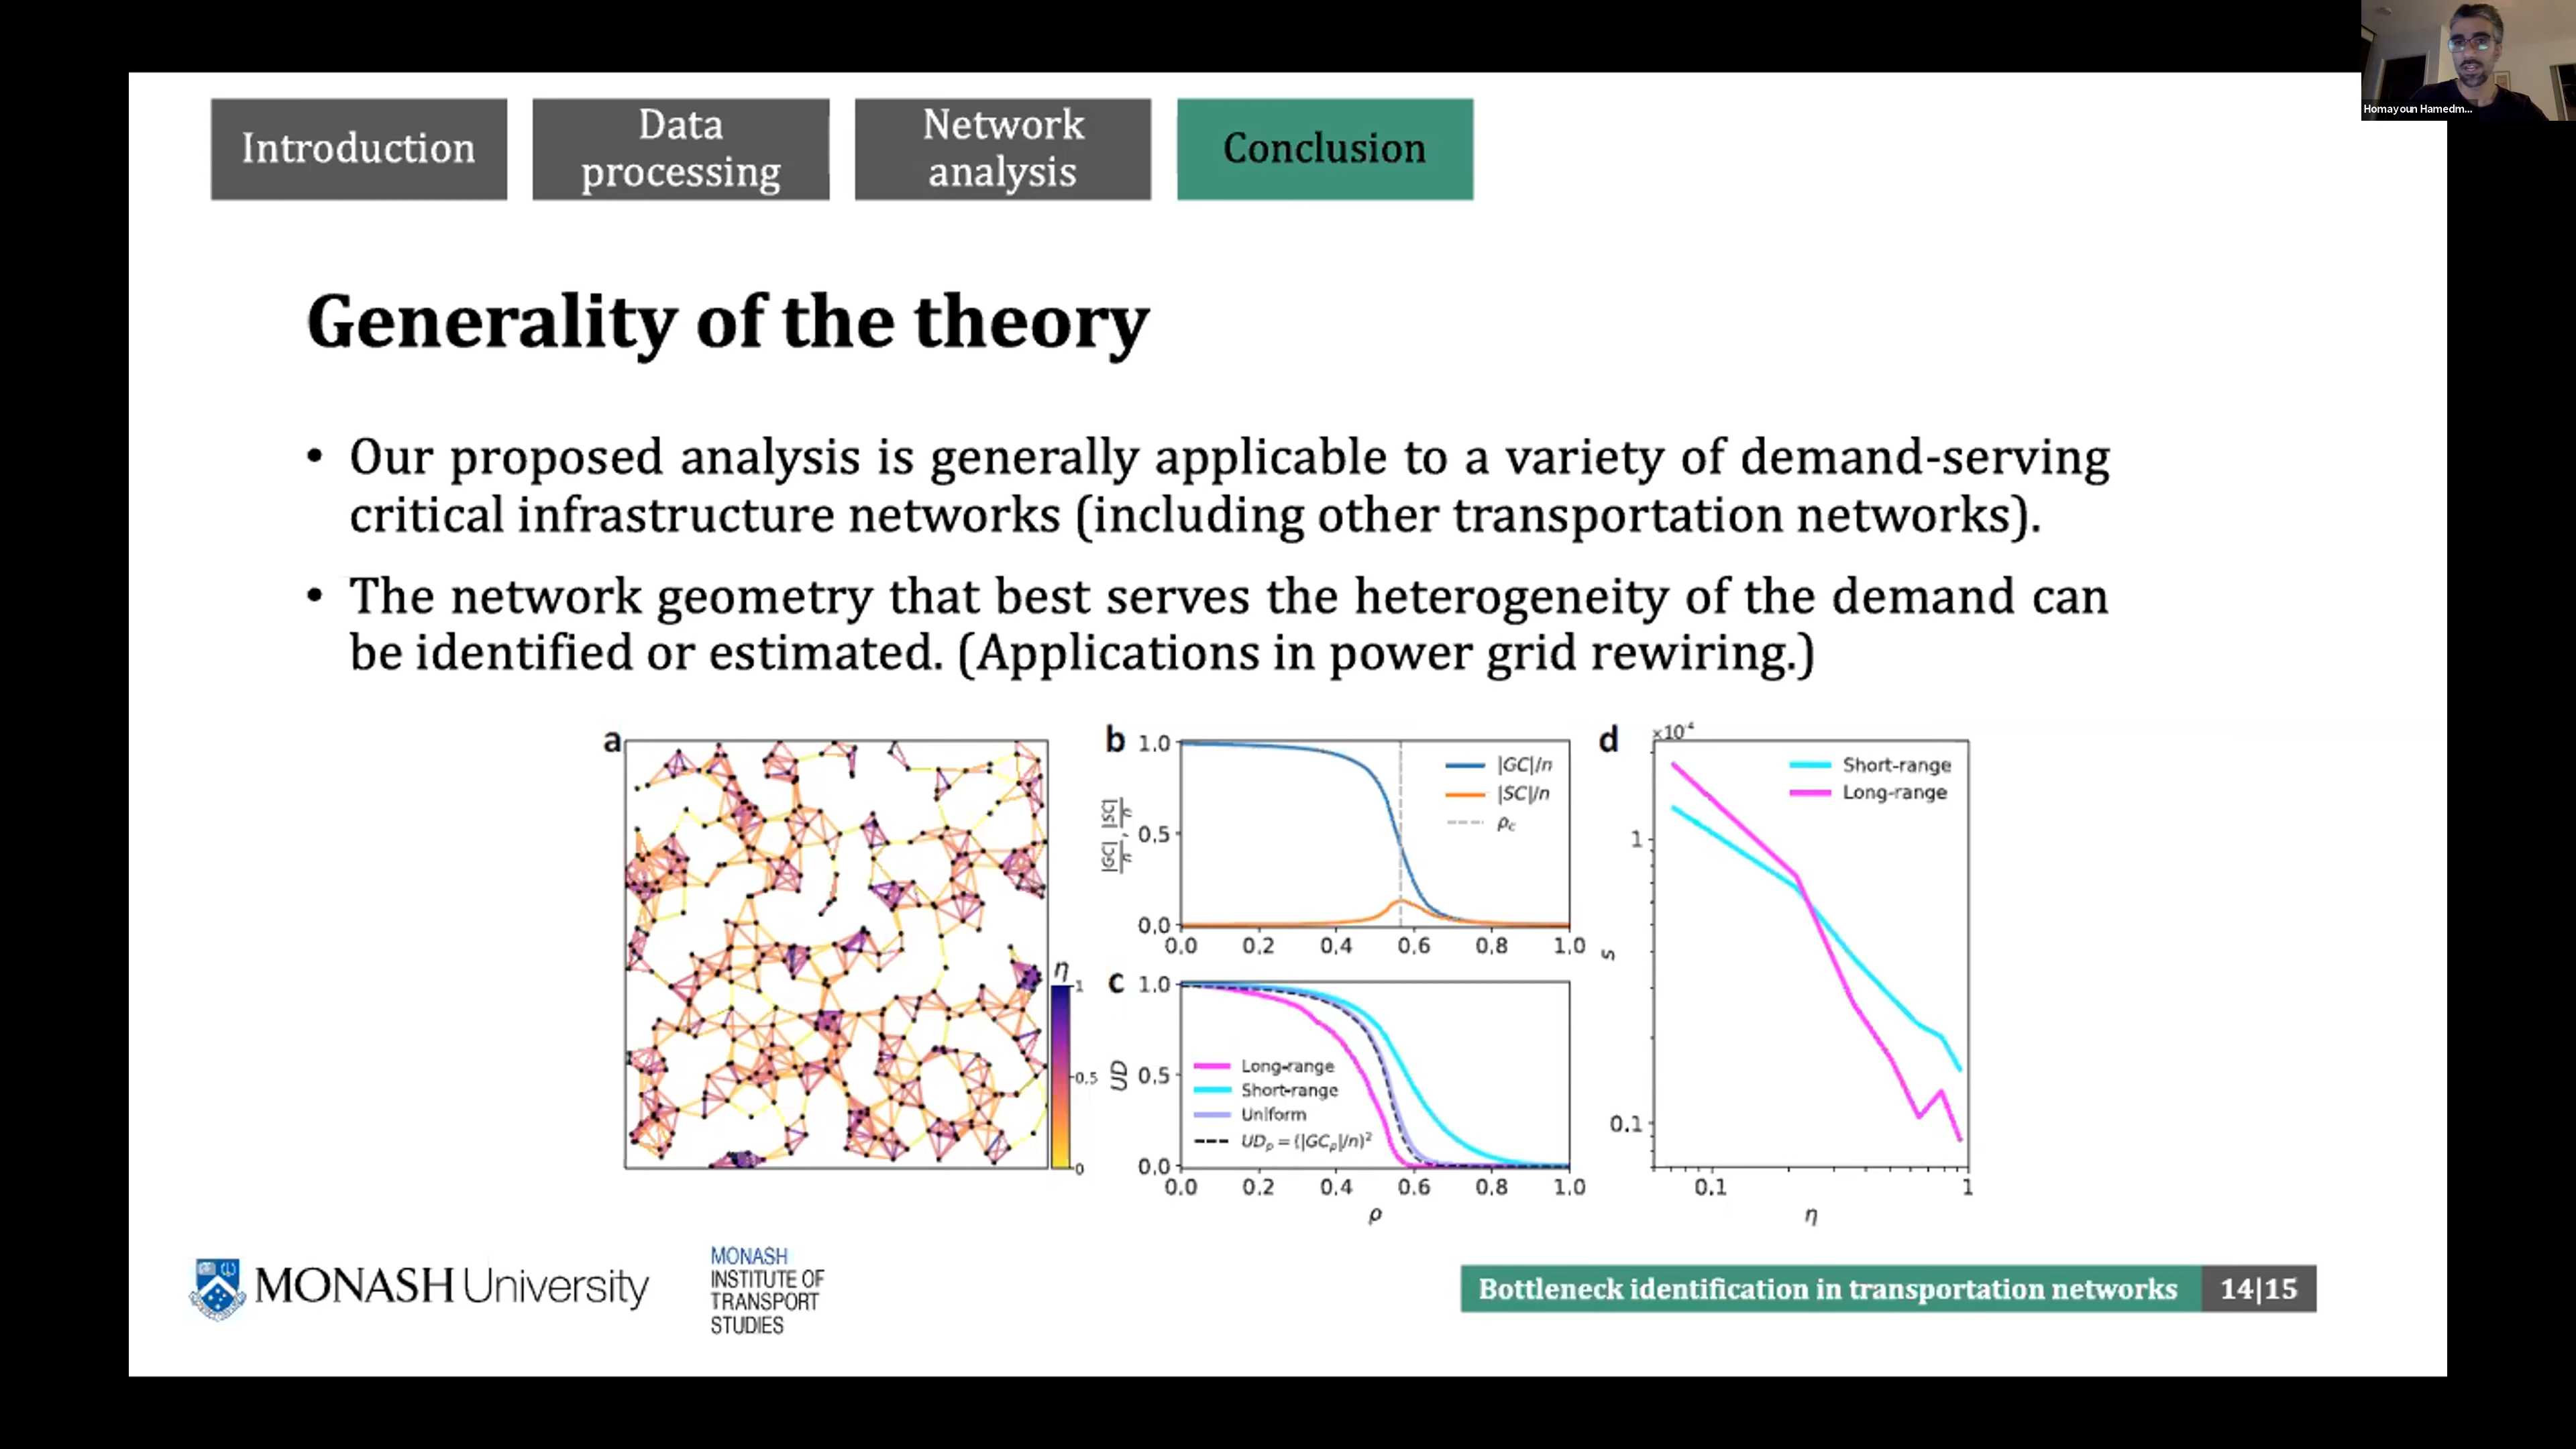 Homayoun Hamedm...
Introduction
Data
processing
Network
analysis
Conclusion
Generality of the theory
• Our proposed analysis is generally applicable to a variety of demand-serving
critical infrastructure networks (including other transportation networks).
• The network geometry that best serves the heterogeneity of the demand can
be identified or estimated. (Applications in power grid rewiring.)
a
η
1
0.5
0
b
1.0
0.5
0.0
|GC|/n, |SC|/n
|GC|/n
|SC|/n
ρc
0.0 0.2 0.4 0.6 0.8 1.0
c
1.0
0.5
0.0
UD
Long-range
Short-range
Uniform
UDρ = (|GCρ|/n)²
0.0 0.2 0.4 0.6 0.8 1.0
ρ
d
×10⁻⁴
Short-range
Long-range
1
0.1
s
0.1 1
η
MONASH University
MONASH
INSTITUTE OF
TRANSPORT
STUDIES
Bottleneck identification in transportation networks 14|15